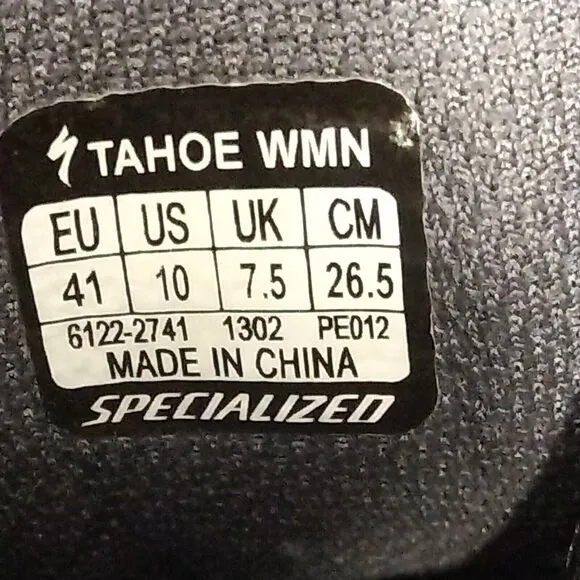 TAHOE WMN
EU US UK CM
41 10 7.5 26.5
6122-2741 1302 PE012
MADE IN CHINA
SPECIALIZED